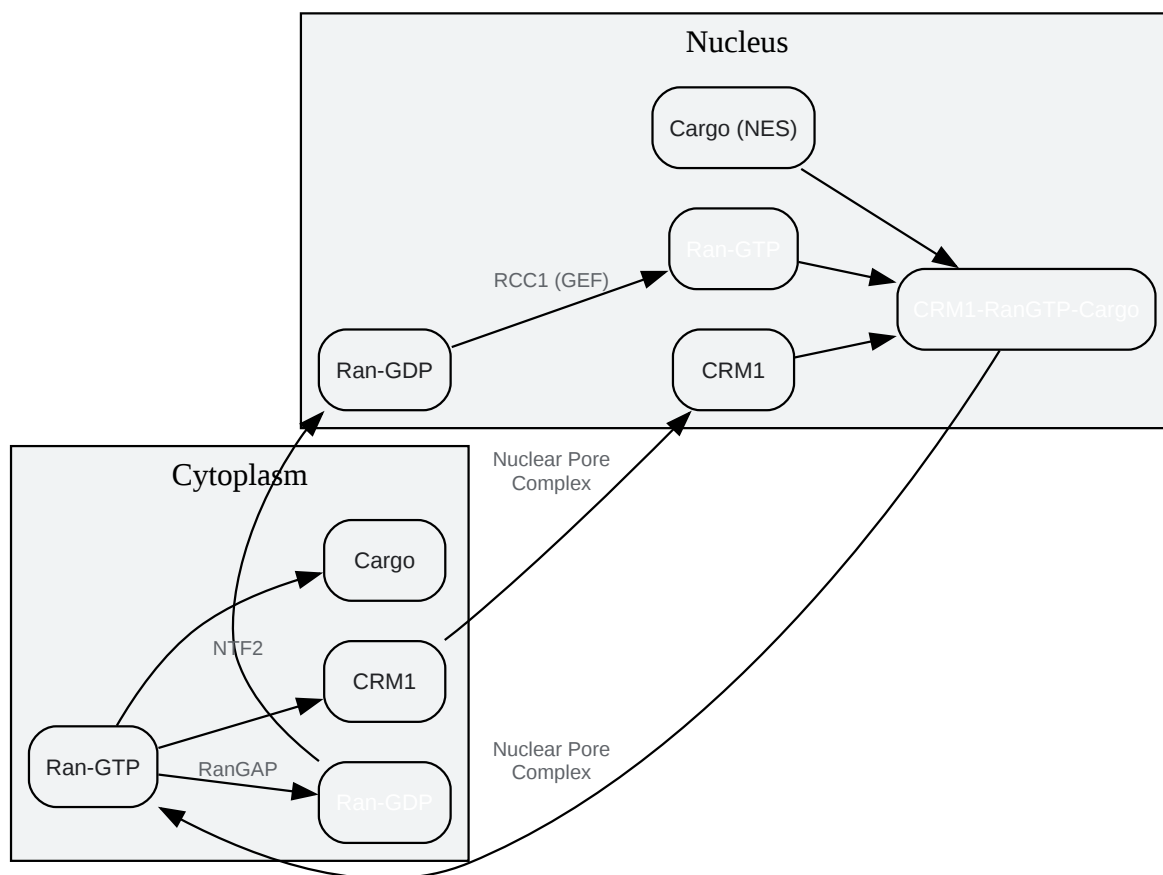 Nucleus
Cargo (NES)
Ran-GTP
RCC1 (GEF)
CRM1-RanGTP-Cargo
Ran-GDP
CRM1
Nuclear Pore
Complex
Cytoplasm
Cargo
NTF2
CRM1
Ran-GTP
RanGAP
Ran-GDP
Nuclear Pore
Complex